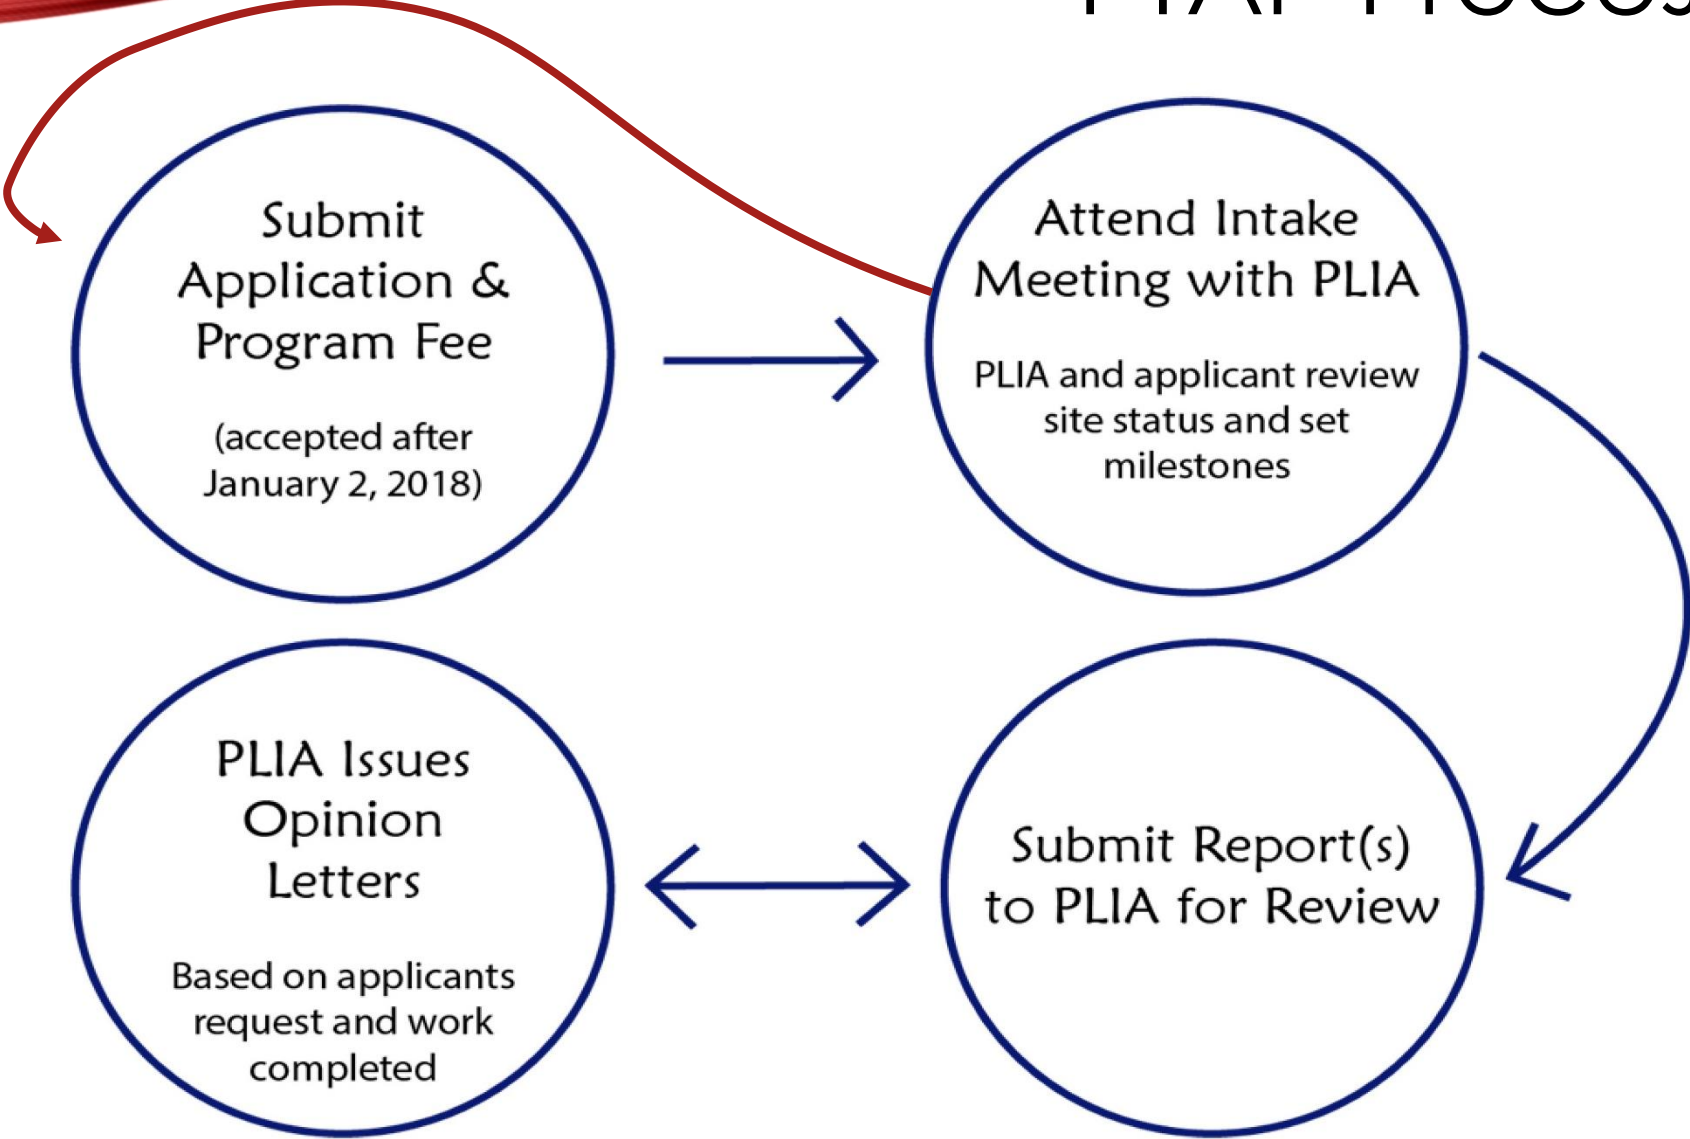 Submit
Application &
Program Fee
(accepted after
January 2, 2018)
Attend Intake
Meeting with PLIA
PLIA and applicant review
site status and set
milestones
PLIA Issues
Opinion
Letters
Based on applicants
request and work
completed
Submit Report(s)
to PLIA for Review